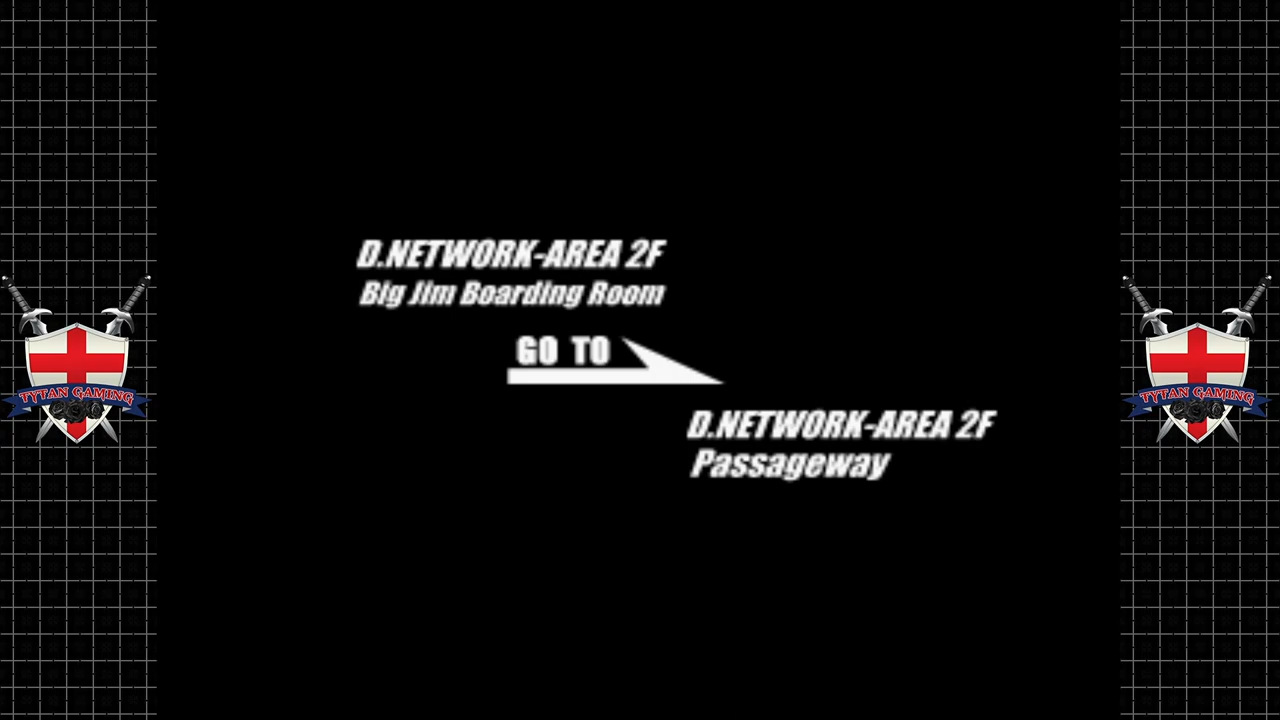 D.NETWORK-AREA 2F
Big Jim Boarding Room
GO TO
D.NETWORK-AREA 2F
Passageway
TYTAN GAMING
TYTAN GAMING